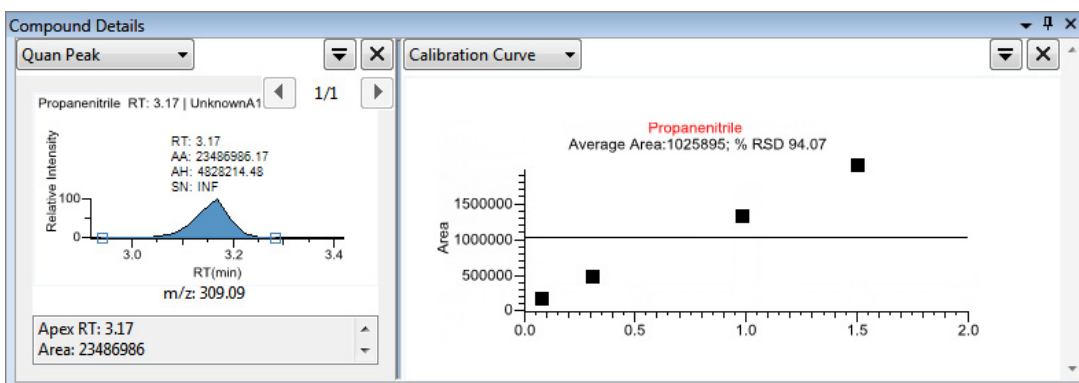 Compound Details
Quan Peak
1/1
Propanenitrile RT: 3.17 | UnknownA1
RT: 3.17
AA: 23486986.17
AH: 4828214.48
SN: INF
Relative Intensity
100
0
3.0 3.2 3.4
RT(min)
m/z: 309.09
Apex RT: 3.17
Area: 23486986
Calibration Curve
Propanenitrile
Average Area:1025895; % RSD 94.07
Area
1500000
1000000
500000
0
0.0 0.5 1.0 1.5 2.0